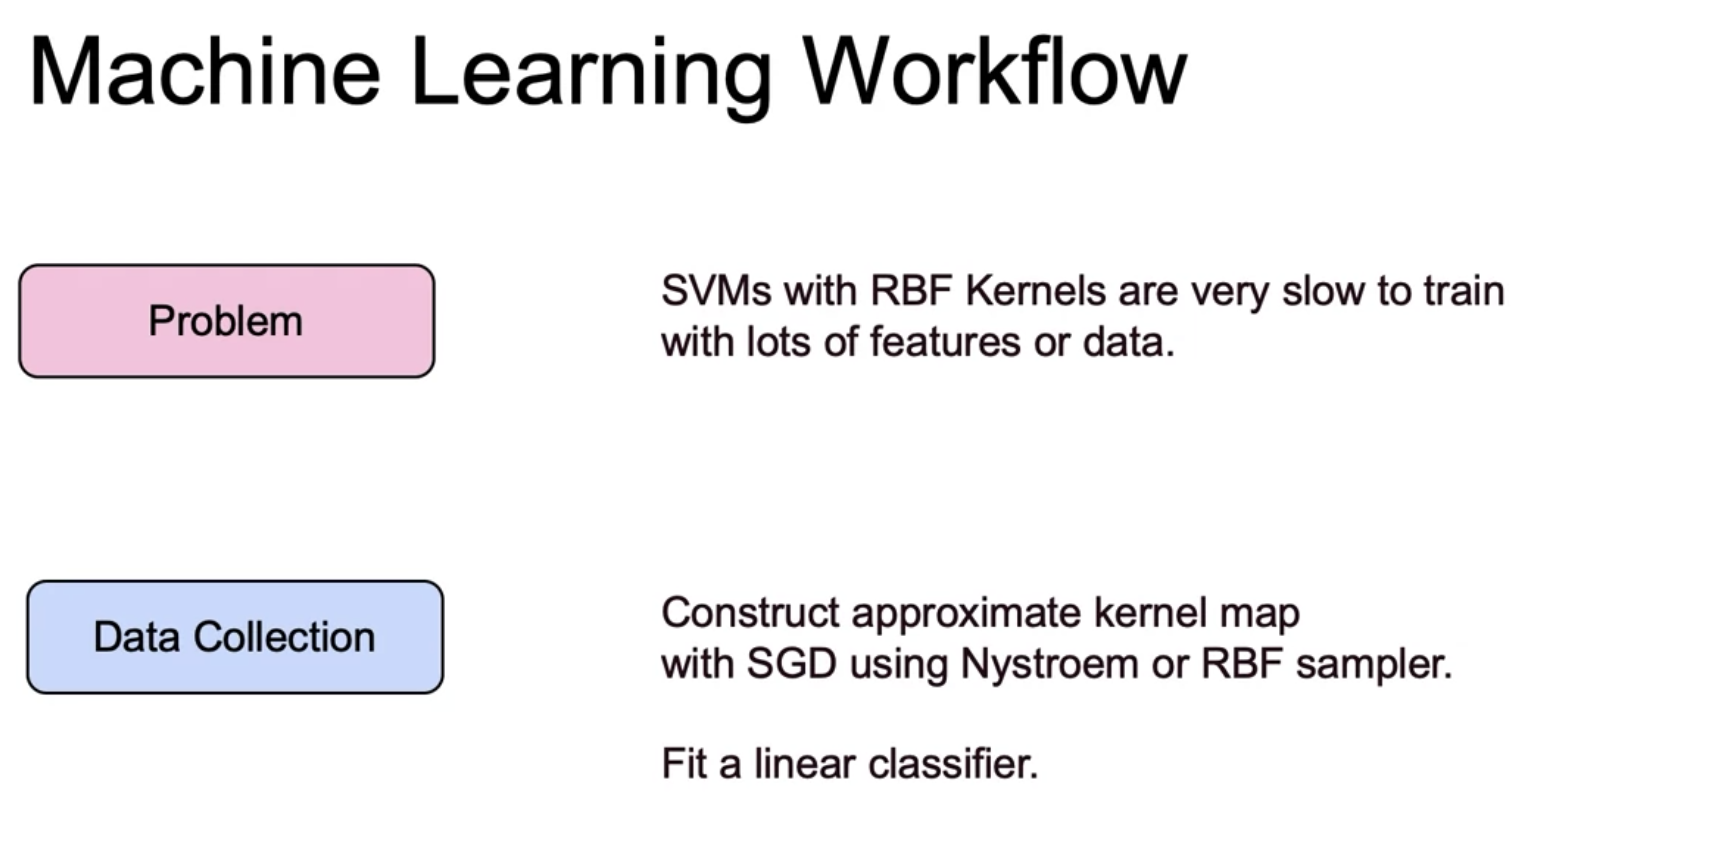 Machine Learning Workflow
Problem
SVMs with RBF Kernels are very slow to train
with lots of features or data.
Data Collection
Construct approximate kernel map
with SGD using Nystroem or RBF sampler.
Fit a linear classifier.